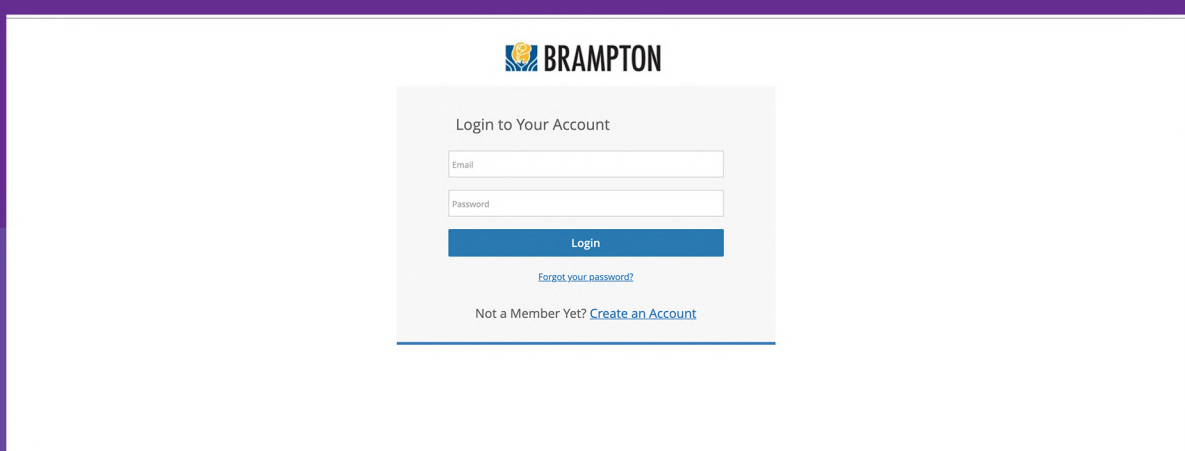 BRAMPTON
Login to Your Account
Email
Password
Login
Forgot your password?
Not a Member Yet? Create an Account